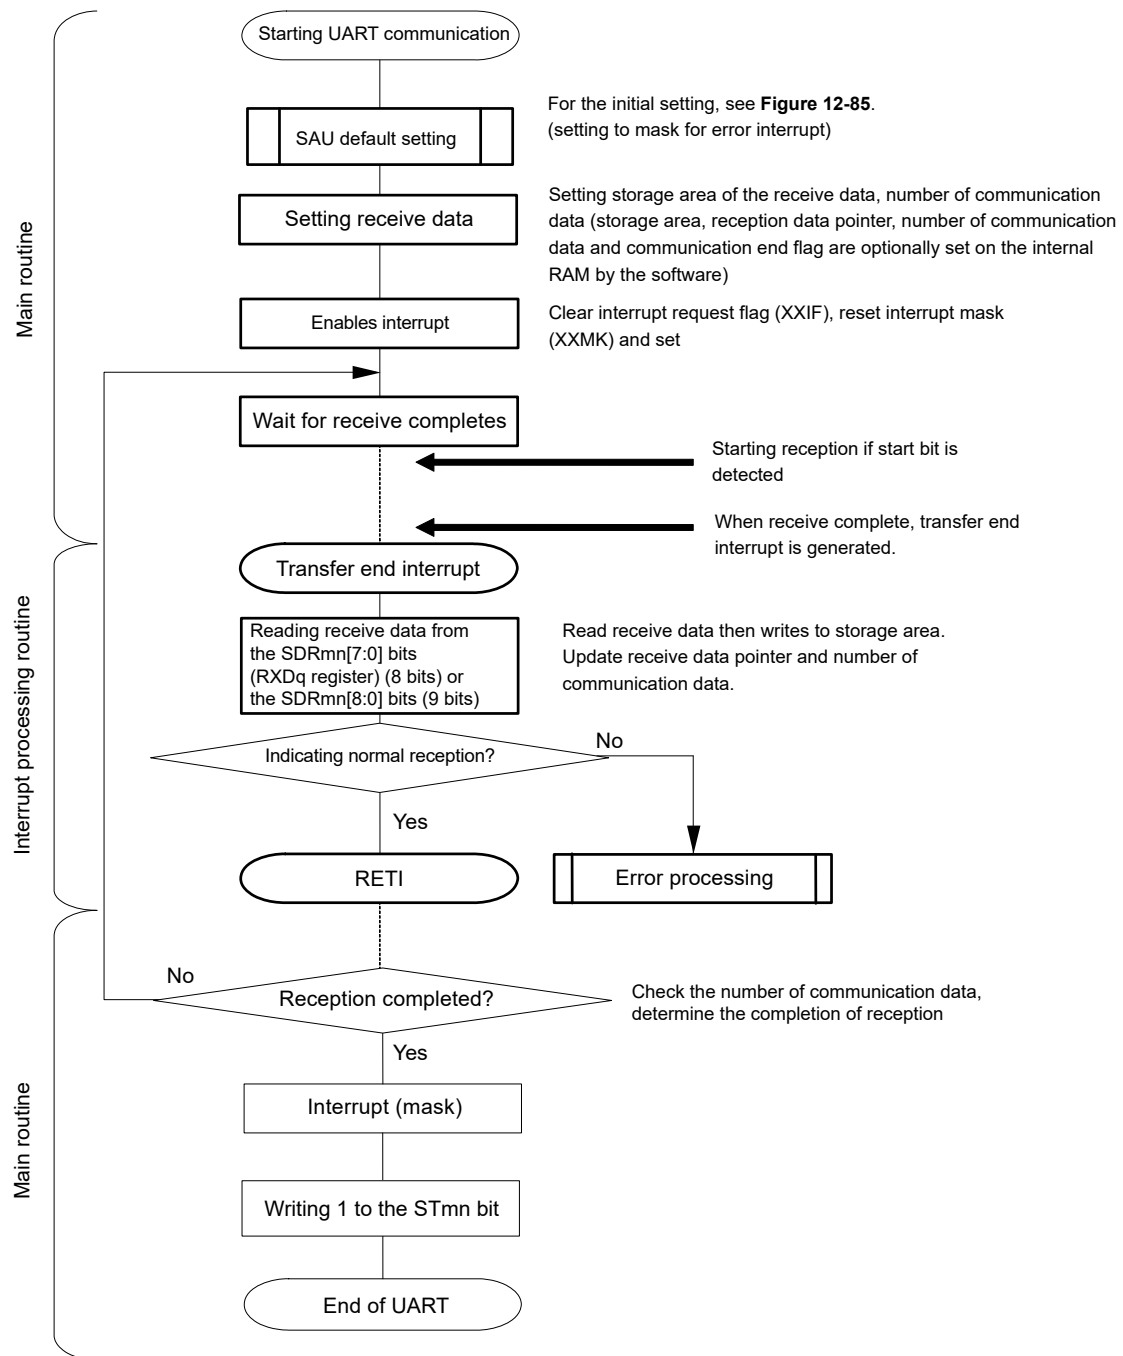 Starting UART communication
For the initial setting, see Figure 12-85.
(setting to mask for error interrupt)
SAU default setting
Setting storage area of the receive data, number of communication
data (storage area, reception data pointer, number of communication
data and communication end flag are optionally set on the internal
RAM by the software)
Setting receive data
Main routine
Enables interrupt
Clear interrupt request flag (XXIF), reset interrupt mask
(XXMK) and set
Wait for receive completes
Starting reception if start bit is
detected
When receive complete, transfer end
interrupt is generated.
Transfer end interrupt
Interrupt processing routine
Reading receive data from
the SDRmn[7:0] bits
(RXDq register) (8 bits) or
the SDRmn[8:0] bits (9 bits)
Read receive data then writes to storage area.
Update receive data pointer and number of
communication data.
Indicating normal reception?
No
Yes
RETI
Error processing
No
Reception completed?
Check the number of communication data,
determine the completion of reception
Yes
Main routine
Interrupt (mask)
Writing 1 to the STmn bit
End of UART